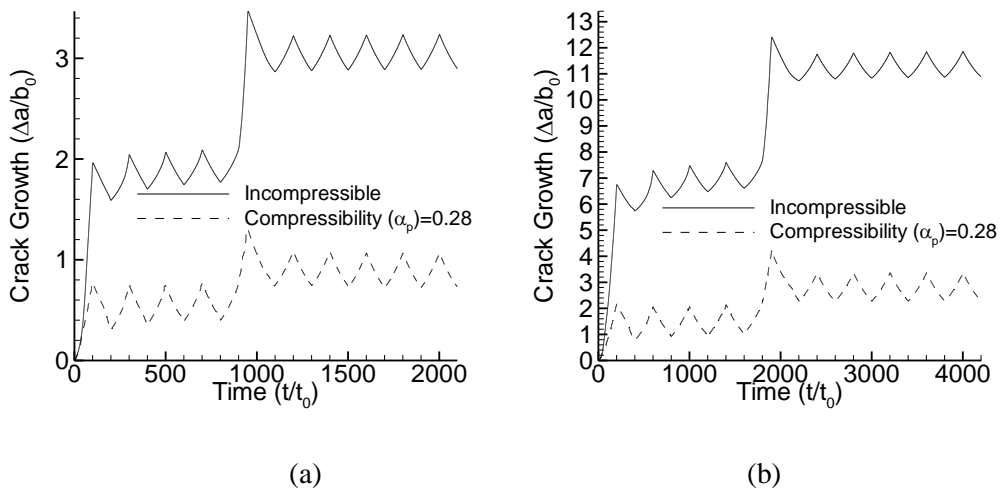 3
2
1
0
0
500
1000
1500
2000
Crack Growth (Δa/b₀)
Time (t/t₀)
Incompressible
Compressibility (αₚ)=0.28
(a)
13
12
11
10
9
8
7
6
5
4
3
2
1
0
0
1000
2000
3000
4000
Crack Growth (Δa/b₀)
Time (t/t₀)
Incompressible
Compressibility (αₚ)=0.28
(b)